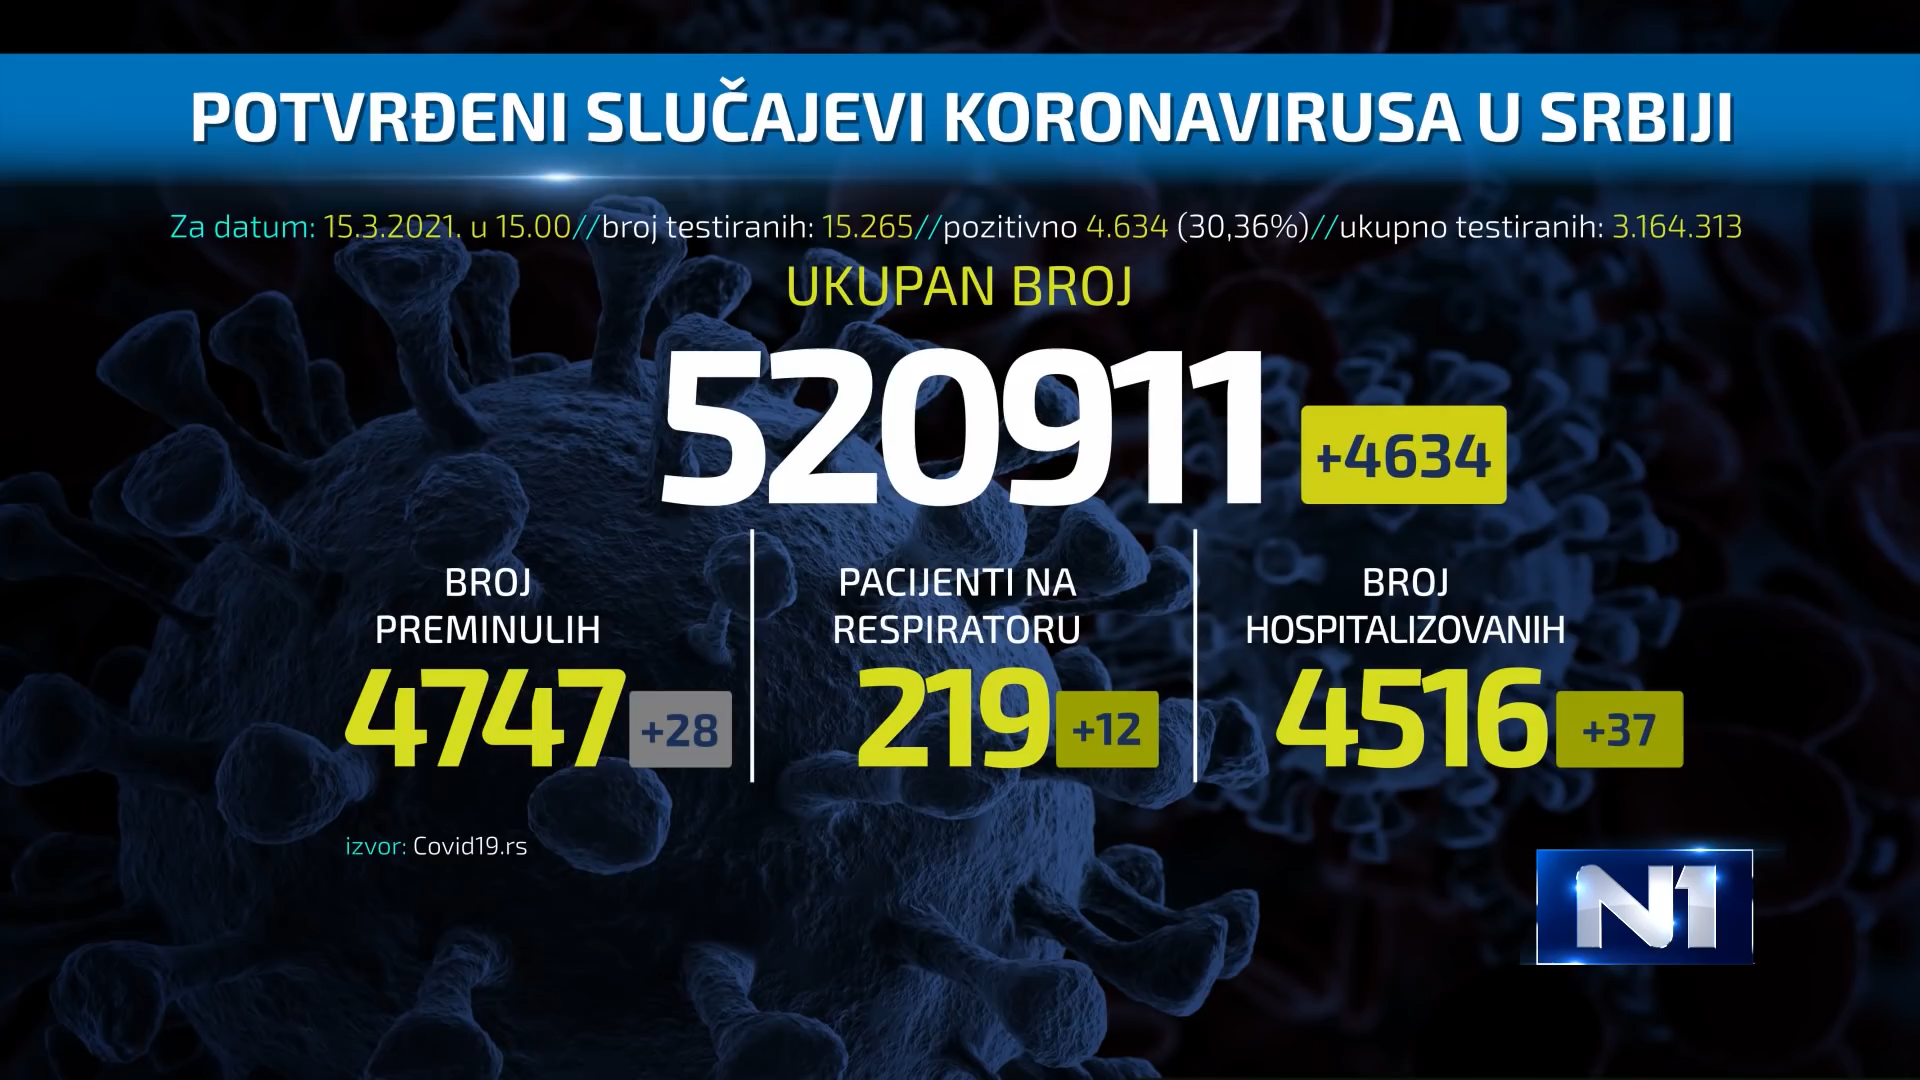 POTVRĐENI SLUČAJEVI KORONAVIRUSA U SRBIJI
Za datum: 15.3.2021. u 15.00//broj testiranih: 15.265//pozitivno 4.634 (30,36%)//ukupno testiranih: 3.164.313
UKUPAN BROJ
520911
+4634
BROJ
PREMINULIH
4747
+28
PACIJENTI NA
RESPIRATORU
219
+12
BROJ
HOSPITALIZOVANIH
4516
+37
izvor: Covid19.rs
N1